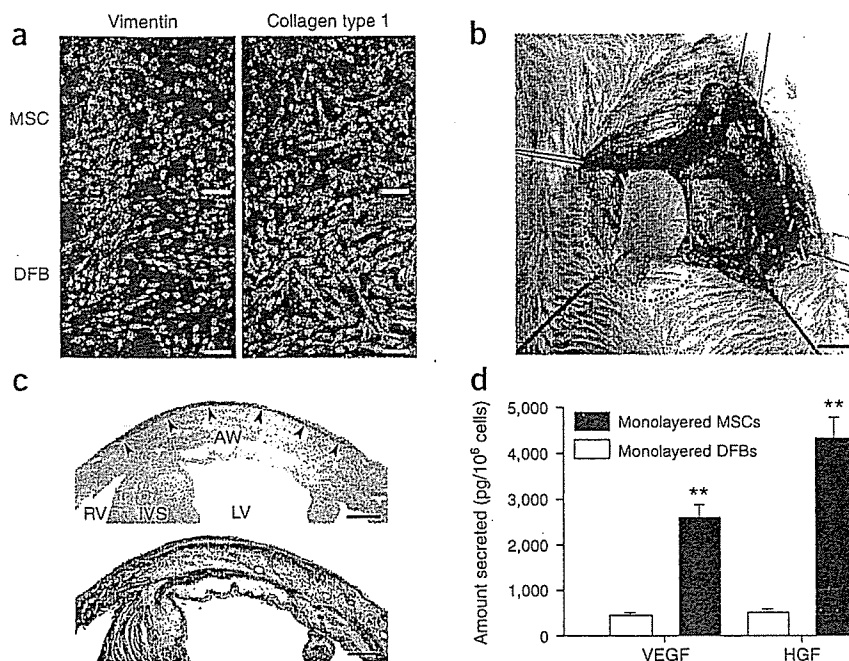 a
Vimentin
Collagen type 1
MSC
DFB
b
c
AW
RV
IVS
LV
d
Amount secreted (pg/10⁶ cells)
5,000
4,000
3,000
2,000
1,000
0
Monolayered MSCs
Monolayered DFBs
**
**
VEGF
HGF